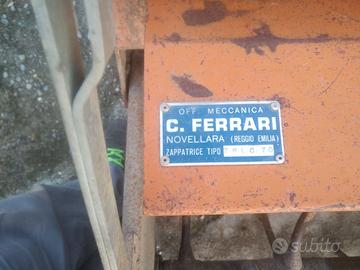 OFF. MECCANICA
C. FERRARI
NOVELLARA (REGGIO EMILIA)
ZAPPATRICE TIPO
subito